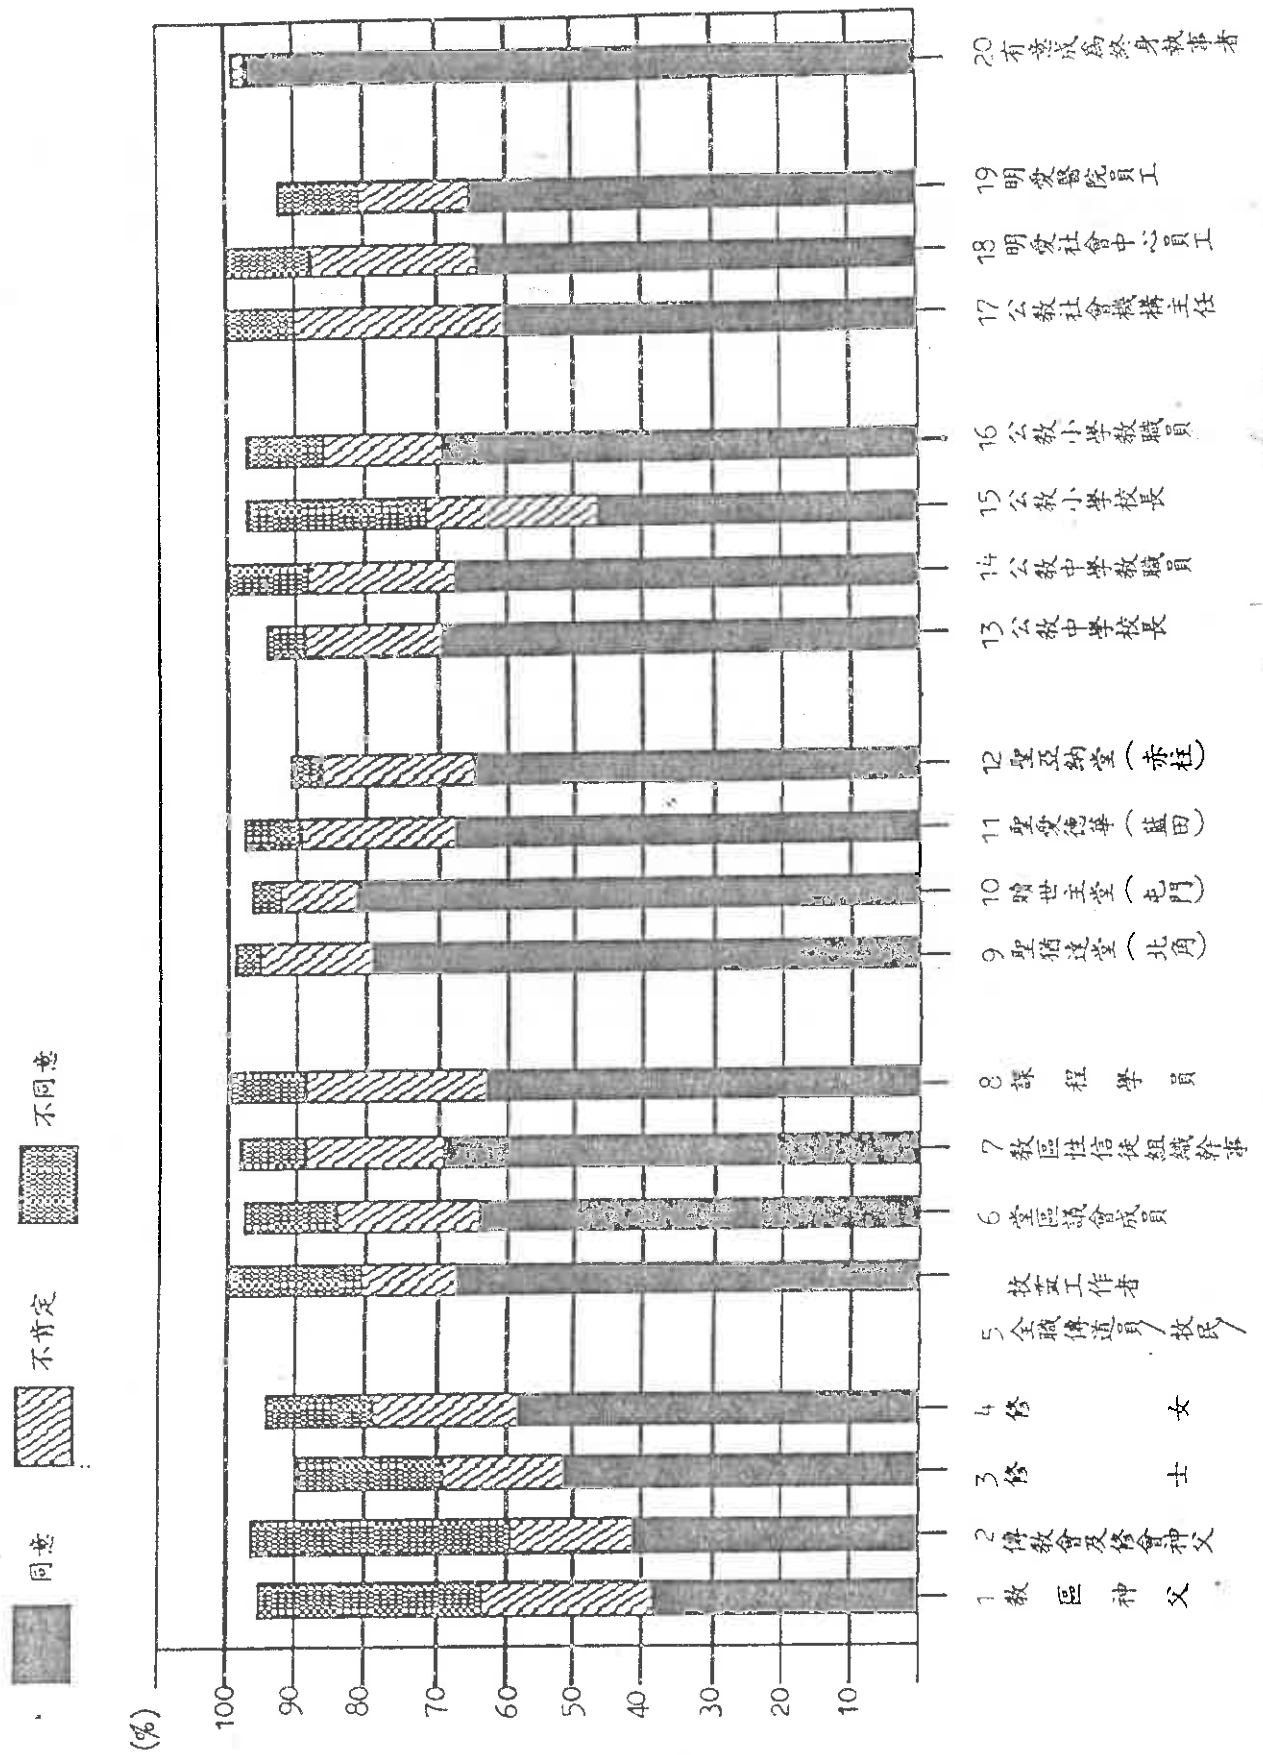 同意
不肯定
不同意
(%)
100
90
80
70
60
50
40
30
20
10
1 教區神父
2 傳教會及修會神父
3 修士
4 修女
5 全職傳道員/牧民/
牧靈工作者
6 堂區議會成員
7 教區性信徒組織幹事
8 課程學員
9 聖猶達堂(北角)
10 贖世主堂(屯門)
11 聖愛德華(藍田)
12 聖亞納堂(赤柱)
13 公教中學校長
14 公教中學教職員
15 公教小學校長
16 公教小學教職員
17 公教社會機構主任
18 明愛社會中心員工
19 明愛醫院員工
20 有意成為終身執事者